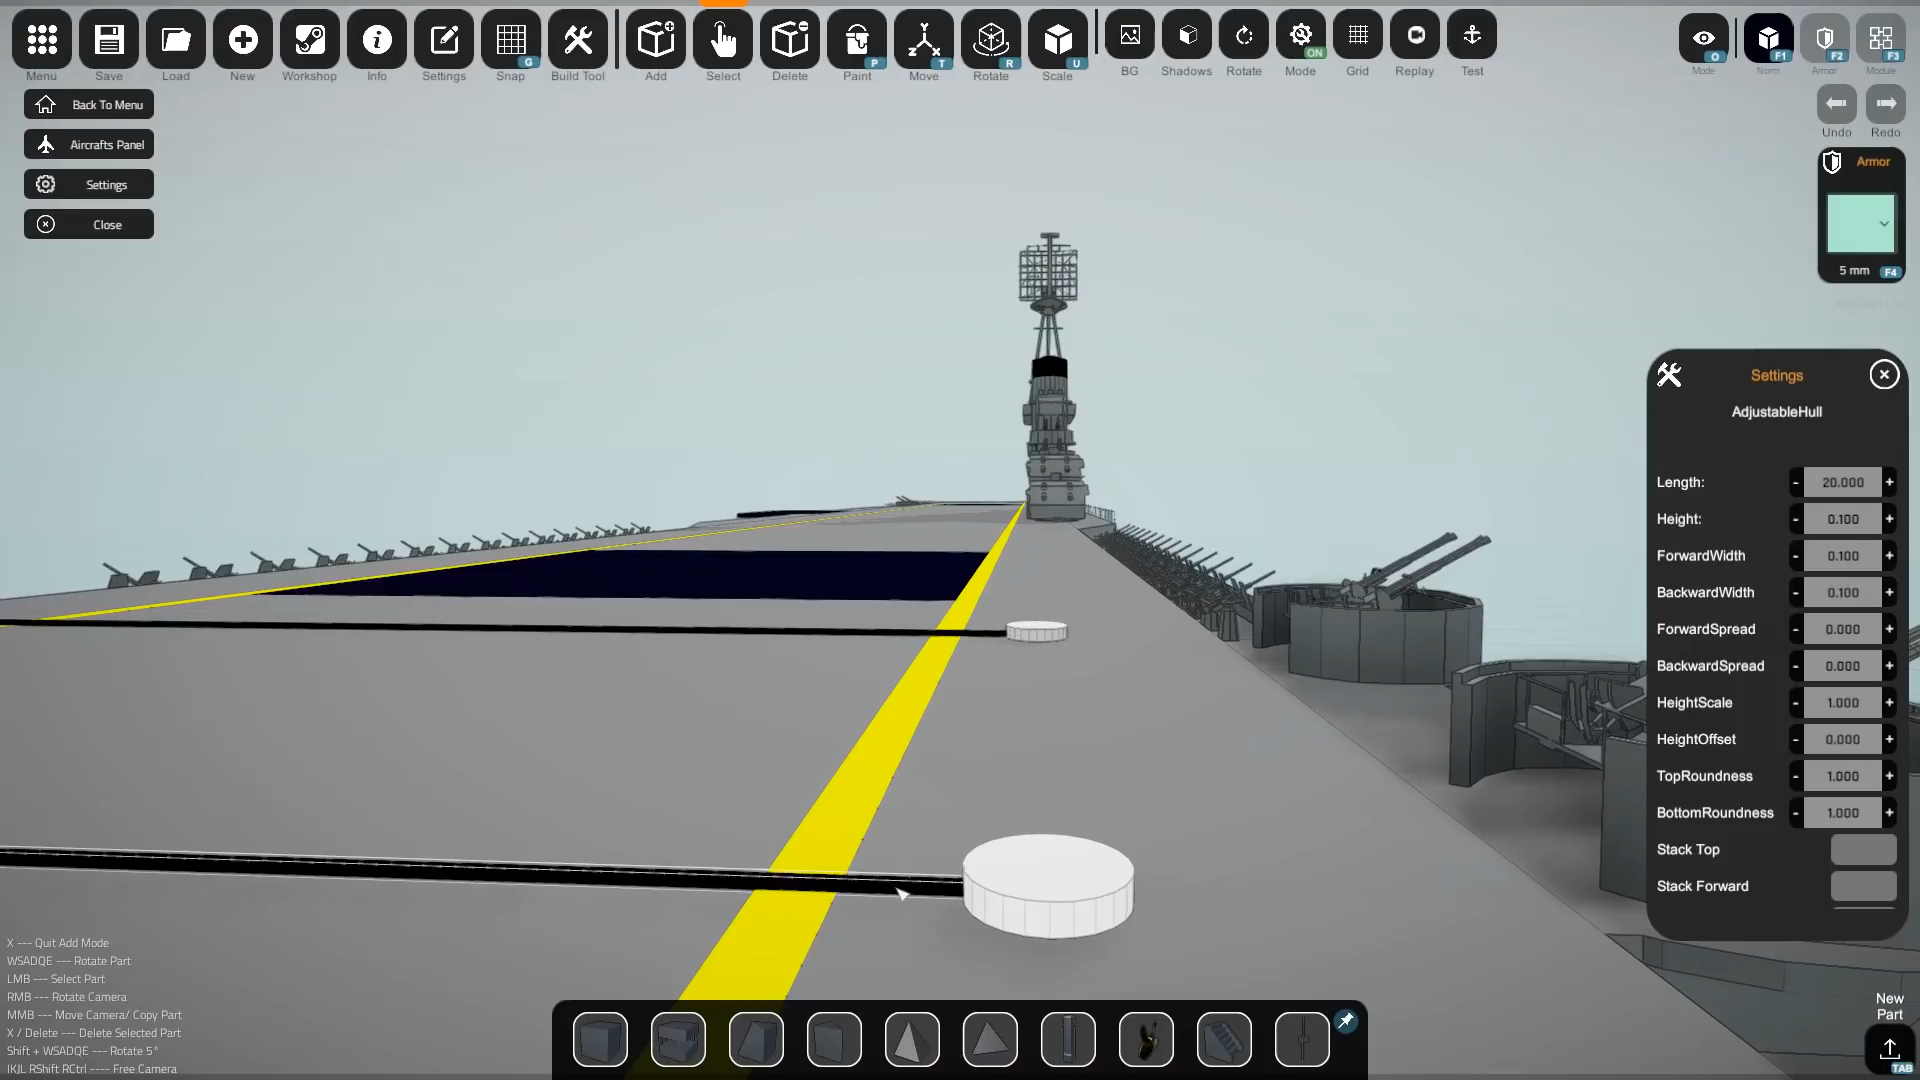 Menu
Save
Load
New
Workshop
Info
Settings
Snap
G
Build Tool
Add
Select
Delete
Paint
P
Move
T
Rotate
R
Scale
U
BG
Shadows
Rotate
Mode
ON
Grid
Replay
Test
Mode
O
Norm
F1
Armor
F2
Module
F3
Back To Menu
Aircrafts Panel
Settings
Close
Undo
Redo
Armor
5 mm
F4
Settings
AdjustableHull
Length: - 20.000 +
Height: - 0.100 +
ForwardWidth - 0.100 +
BackwardWidth - 0.100 +
ForwardSpread - 0.000 +
BackwardSpread - 0.000 +
HeightScale - 1.000 +
HeightOffset - 0.000 +
TopRoundness - 1.000 +
BottomRoundness - 1.000 +
Stack Top
Stack Forward
X --- Quit Add Mode
WSADQE --- Rotate Part
LMB --- Select Part
RMB --- Rotate Camera
MMB --- Move Camera/ Copy Part
X / Delete --- Delete Selected Part
Shift + WSADQE --- Rotate 5°
IKJL RShift RCtrl ---- Free Camera
New
Part
TAB